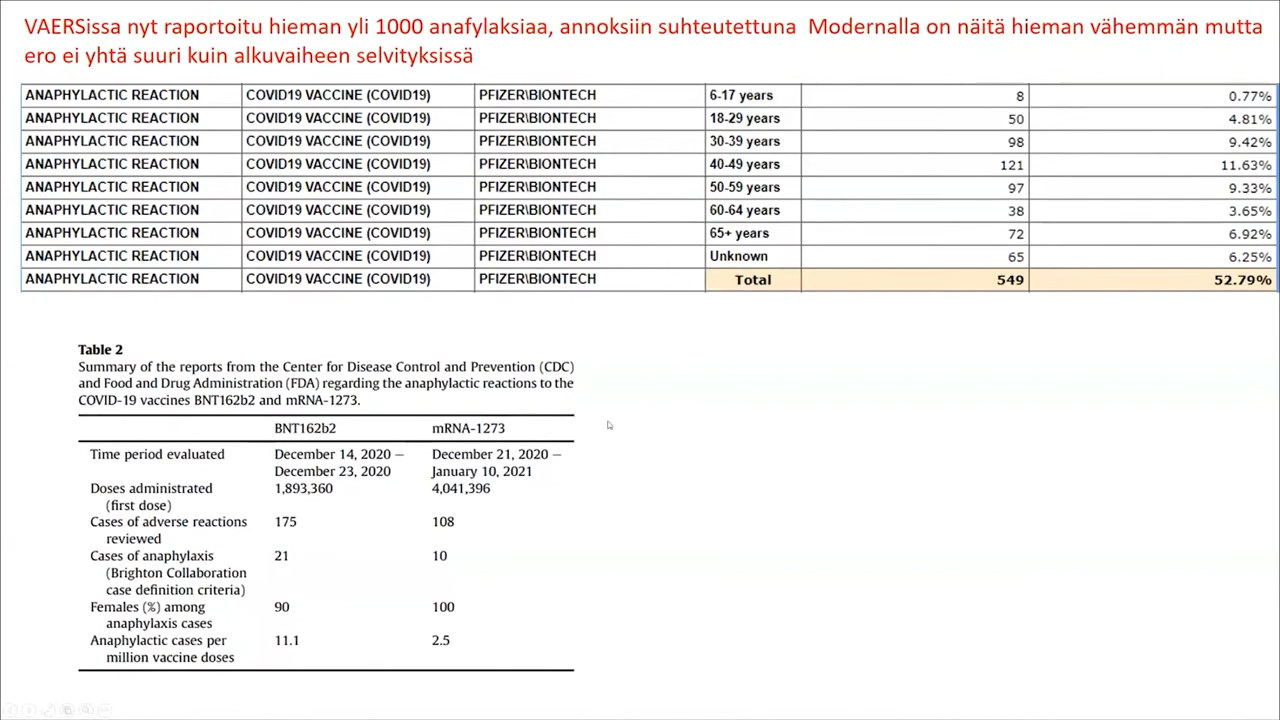 VAERSissa nyt raportoitu hieman yli 1000 anafylaksiaa, annoksiin suhteutettuna  Modernalla on näitä hieman vähemmän mutta
ero ei yhtä suuri kuin alkuvaiheen selvityksissä
ANAPHYLACTIC REACTION COVID19 VACCINE (COVID19) PFIZER\BIONTECH 6-17 years 8 0.77%
ANAPHYLACTIC REACTION COVID19 VACCINE (COVID19) PFIZER\BIONTECH 18-29 years 50 4.81%
ANAPHYLACTIC REACTION COVID19 VACCINE (COVID19) PFIZER\BIONTECH 30-39 years 98 9.42%
ANAPHYLACTIC REACTION COVID19 VACCINE (COVID19) PFIZER\BIONTECH 40-49 years 121 11.63%
ANAPHYLACTIC REACTION COVID19 VACCINE (COVID19) PFIZER\BIONTECH 50-59 years 97 9.33%
ANAPHYLACTIC REACTION COVID19 VACCINE (COVID19) PFIZER\BIONTECH 60-64 years 38 3.65%
ANAPHYLACTIC REACTION COVID19 VACCINE (COVID19) PFIZER\BIONTECH 65+ years 72 6.92%
ANAPHYLACTIC REACTION COVID19 VACCINE (COVID19) PFIZER\BIONTECH Unknown 65 6.25%
ANAPHYLACTIC REACTION COVID19 VACCINE (COVID19) PFIZER\BIONTECH Total 549 52.79%
Table 2
Summary of the reports from the Center for Disease Control and Prevention (CDC)
and Food and Drug Administration (FDA) regarding the anaphylactic reactions to the
COVID-19 vaccines BNT162b2 and mRNA-1273.
BNT162b2 mRNA-1273
Time period evaluated December 14, 2020 – December 21, 2020 –
December 23, 2020 January 10, 2021
Doses administrated 1,893,360 4,041,396
(first dose)
Cases of adverse reactions 175 108
reviewed
Cases of anaphylaxis 21 10
(Brighton Collaboration
case definition criteria)
Females (%) among 90 100
anaphylaxis cases
Anaphylactic cases per 11.1 2.5
million vaccine doses